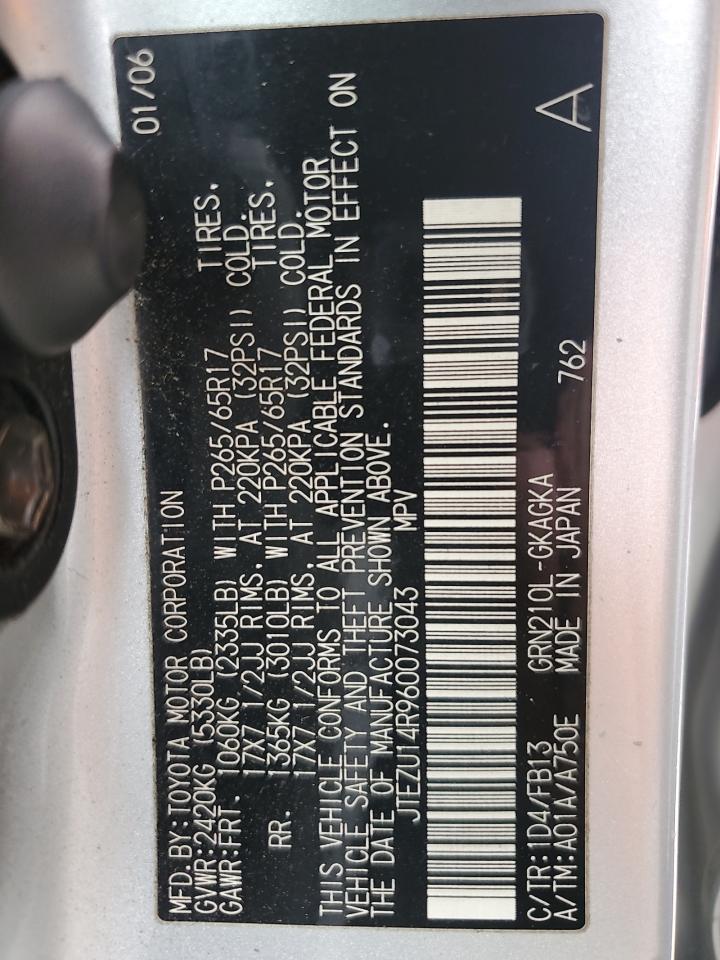 MFD.BY:TOYOTA MOTOR CORPORATION 01/06
GVWR:2420KG (5330LB)
GAWR:FRT. 1060KG (2335LB) WITH P265/65R17 TIRES.
17X7 1/2JJ RIMS, AT 220KPA (32PSI) COLD.
RR. 1365KG (3010LB) WITH P265/65R17 TIRES.
17X7 1/2JJ RIMS, AT 220KPA (32PSI) COLD.
THIS VEHICLE CONFORMS TO ALL APPLICABLE FEDERAL MOTOR
VEHICLE SAFETY AND THEFT PREVENTION STANDARDS IN EFFECT ON
THE DATE OF MANUFACTURE SHOWN ABOVE.
JTEZU14R960073043 MPV
C/TR:1D4/FB13 GRN210L-GKAGKA A
A/TM:A01A/A750E MADE IN JAPAN 762